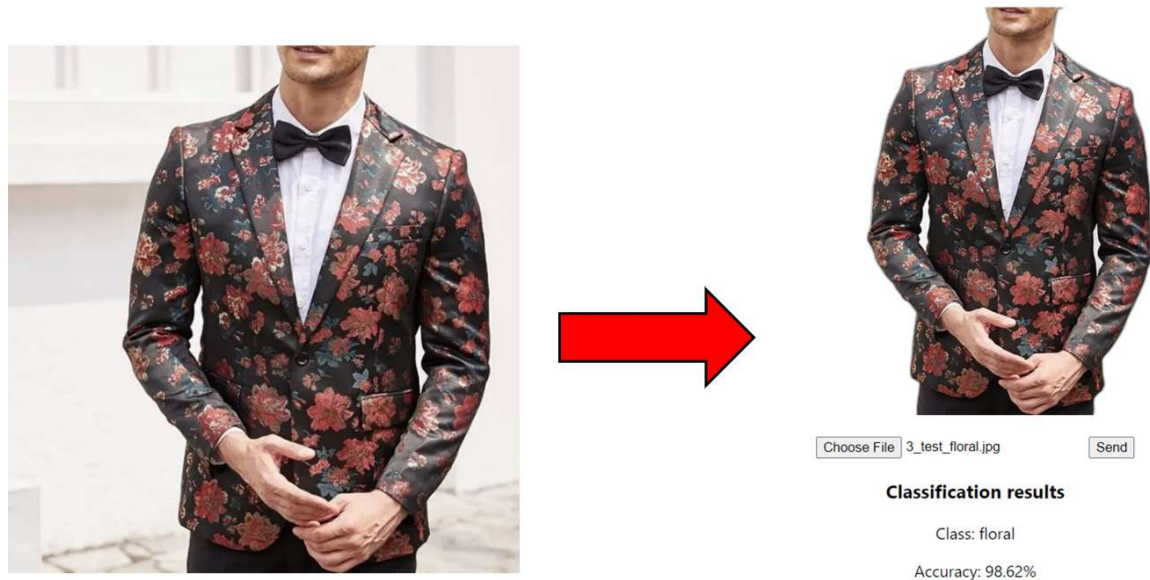 Choose File 3_test_floral.jpg Send
Classification results
Class: floral
Accuracy: 98.62%